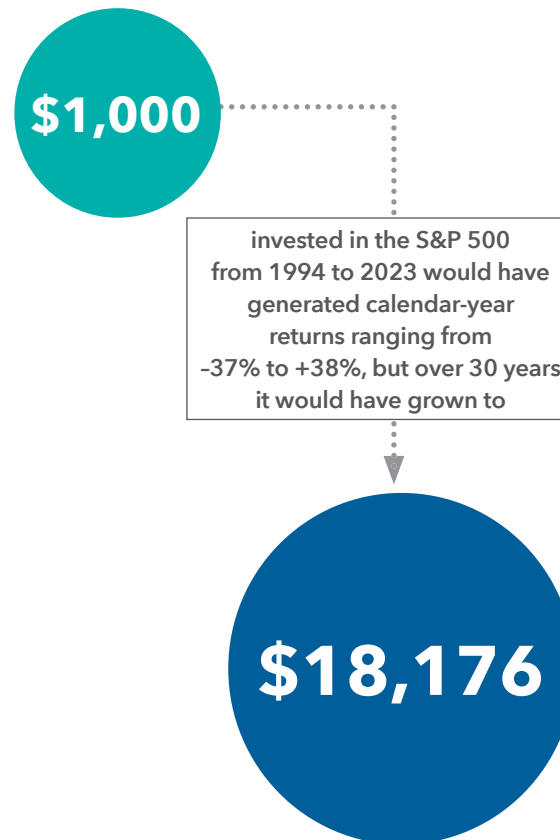 $1,000
invested in the S&P 500
from 1994 to 2023 would have
generated calendar-year
returns ranging from
–37% to +38%, but over 30 years
it would have grown to
$18,176